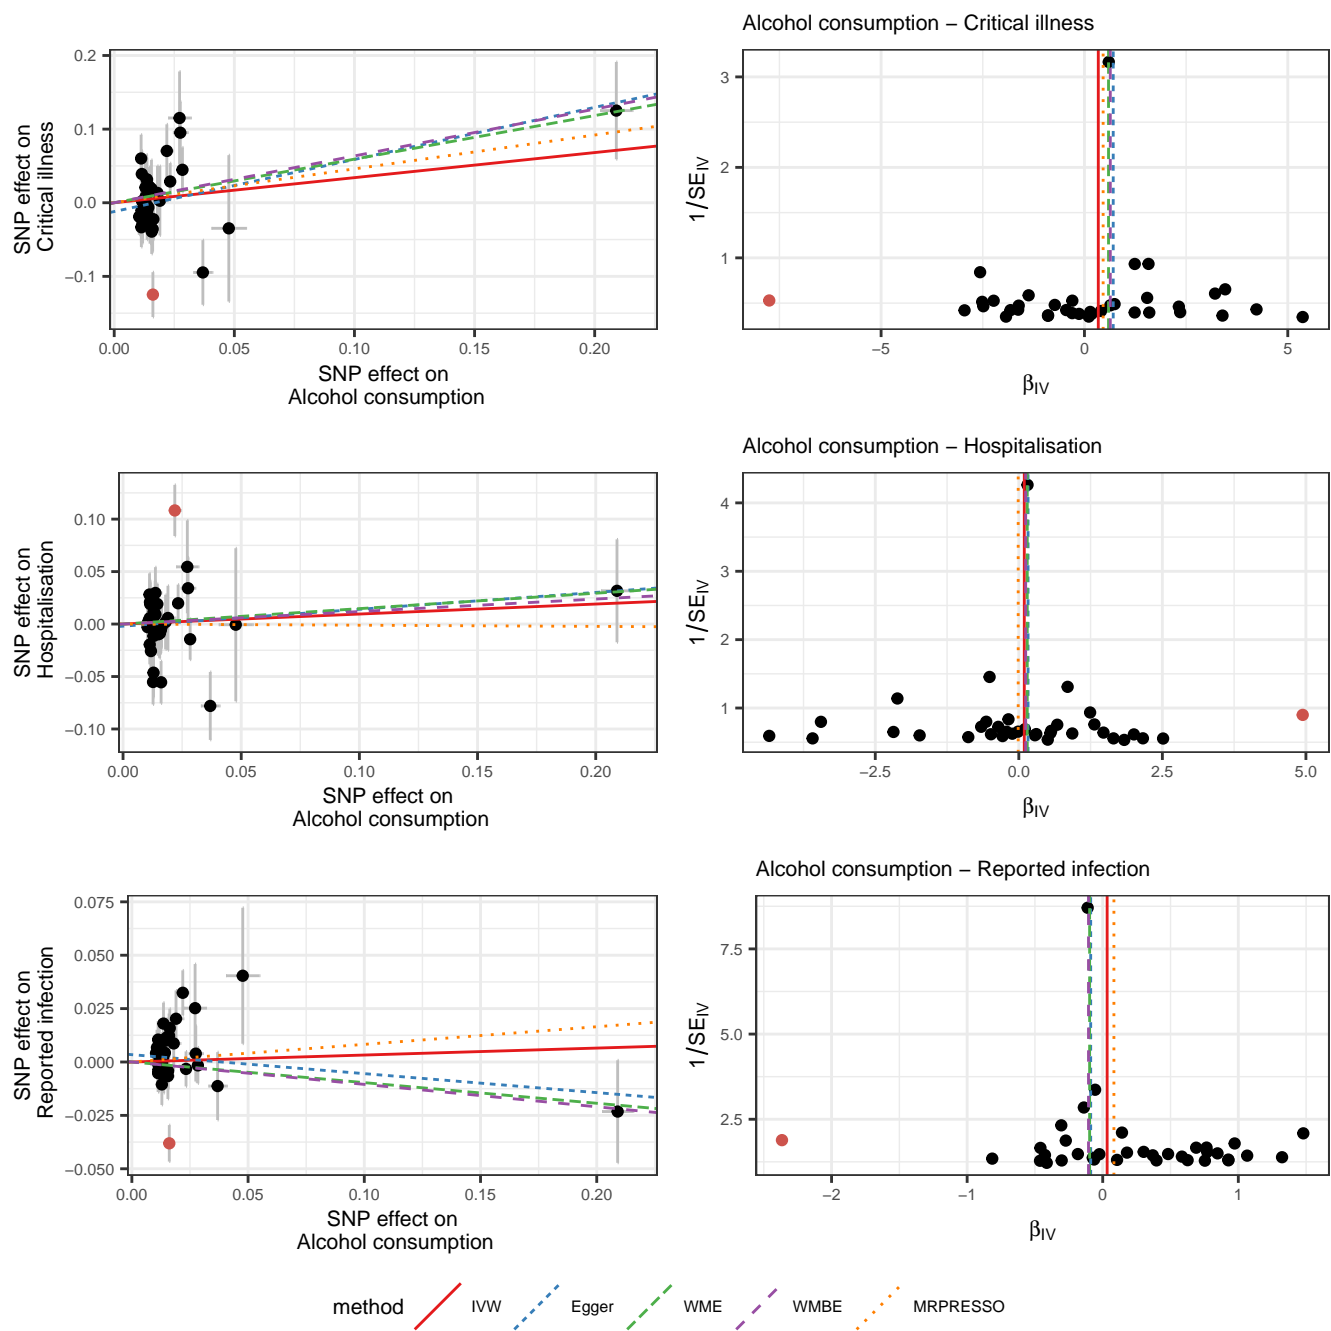 Alcohol consumption − Critical illness
SNP effect on
Critical illness
0.2
0.1
0.0
−0.1
0.00
0.05
0.10
0.15
0.20
SNP effect on
Alcohol consumption
1/SE_IV
3
2
1
−5
0
5
β_IV
Alcohol consumption − Hospitalisation
SNP effect on
Hospitalisation
0.10
0.05
0.00
−0.05
−0.10
0.00
0.05
0.10
0.15
0.20
SNP effect on
Alcohol consumption
1/SE_IV
4
3
2
1
−2.5
0.0
2.5
5.0
β_IV
Alcohol consumption − Reported infection
SNP effect on
Reported infection
0.075
0.050
0.025
0.000
−0.025
−0.050
0.00
0.05
0.10
0.15
0.20
SNP effect on
Alcohol consumption
1/SE_IV
7.5
5.0
2.5
−2
−1
0
1
β_IV
method IVW Egger WME WMBE MRPRESSO